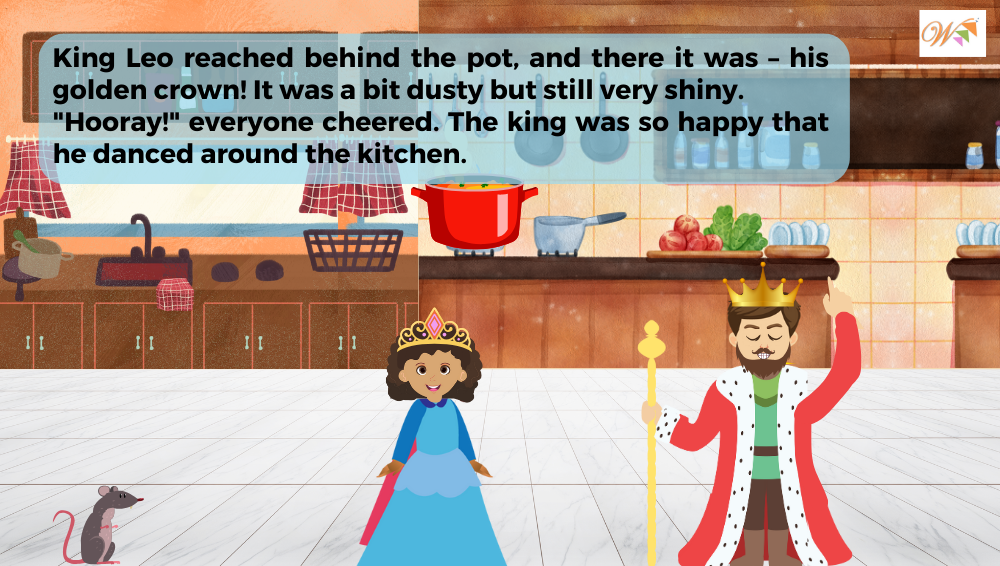 King Leo reached behind the pot, and there it was – his
golden crown! It was a bit dusty but still very shiny.
"Hooray!" everyone cheered. The king was so happy that
he danced around the kitchen.
W